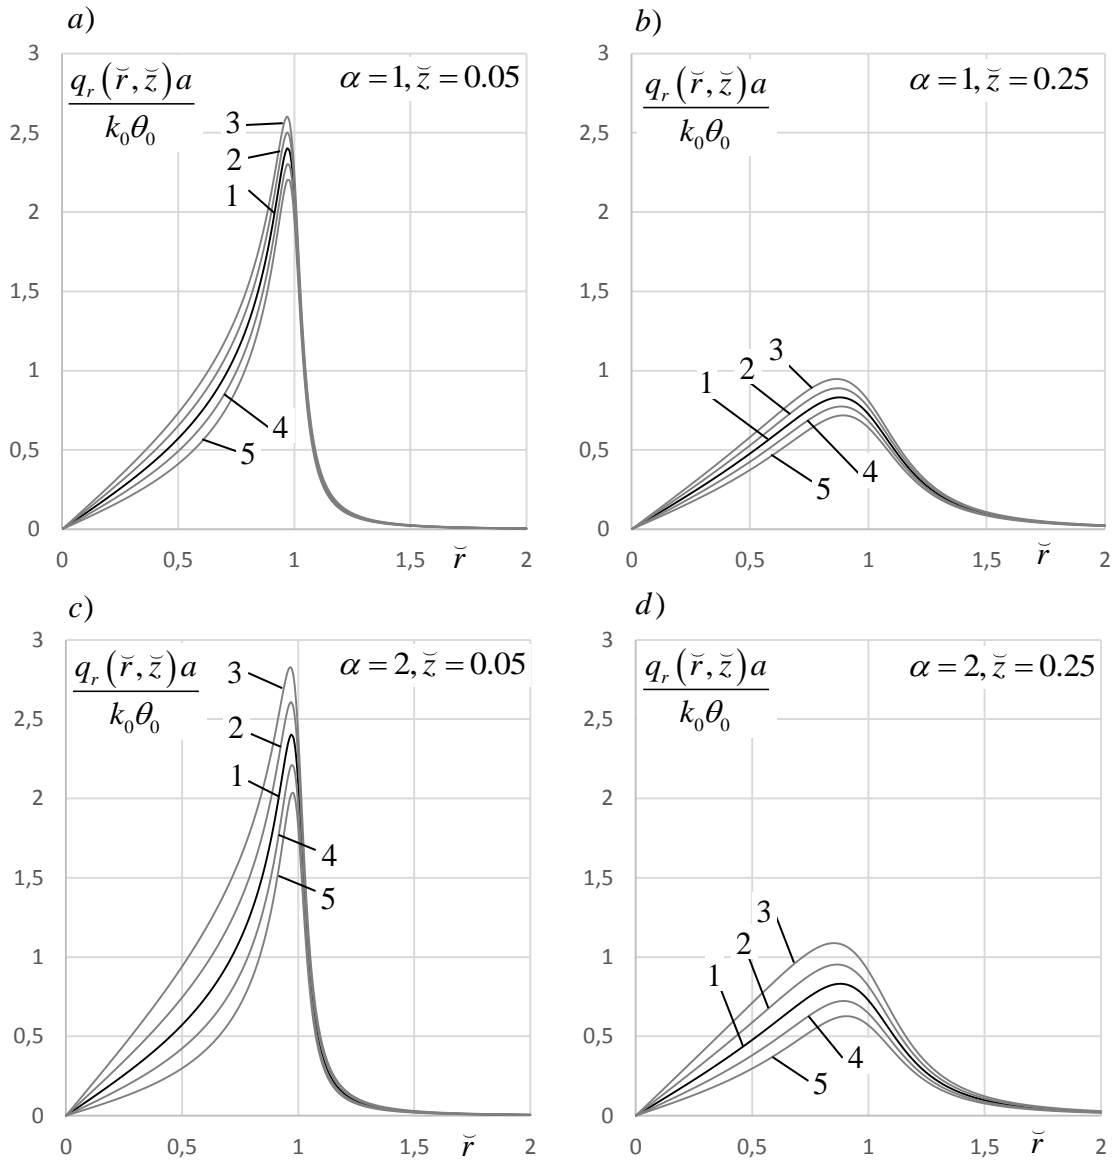 a)
3
2,5
2
1,5
1
0,5
0
q_r (r̆, z̆) a
k₀θ₀
α = 1, z̆ = 0.05
3
2
1
4
5
0 0,5 1 1,5 r̆ 2
b)
3
2,5
2
1,5
1
0,5
0
q_r (r̆, z̆) a
k₀θ₀
α = 1, z̆ = 0.25
3
2
1
4
5
0 0,5 1 1,5 r̆ 2
c)
3
2,5
2
1,5
1
0,5
0
q_r (r̆, z̆) a
k₀θ₀
α = 2, z̆ = 0.05
3
2
1
4
5
0 0,5 1 1,5 r̆ 2
d)
3
2,5
2
1,5
1
0,5
0
q_r (r̆, z̆) a
k₀θ₀
α = 2, z̆ = 0.25
3
2
1
4
5
0 0,5 1 1,5 r̆ 2